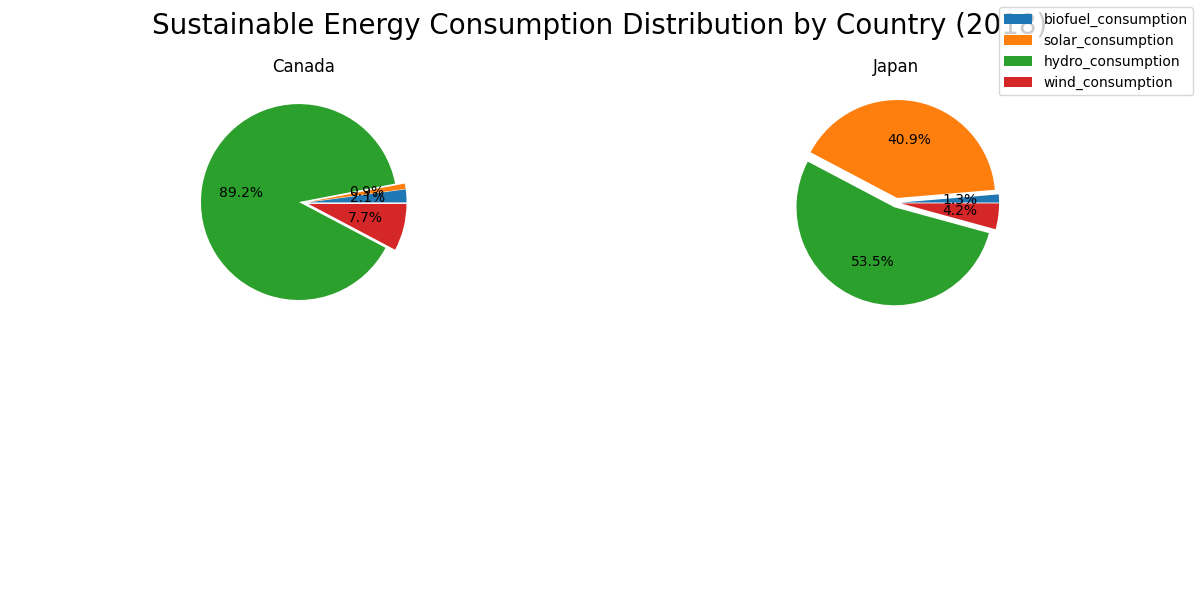 Sustainable Energy Consumption Distribution by Country (2018)
biofuel_consumption
solar_consumption
hydro_consumption
wind_consumption
Canada
89.2%
0.9%
2.1%
7.7%
Japan
40.9%
1.3%
4.2%
53.5%